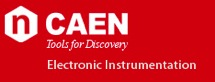 n CAEN
Tools for Discovery
Electronic Instrumentation